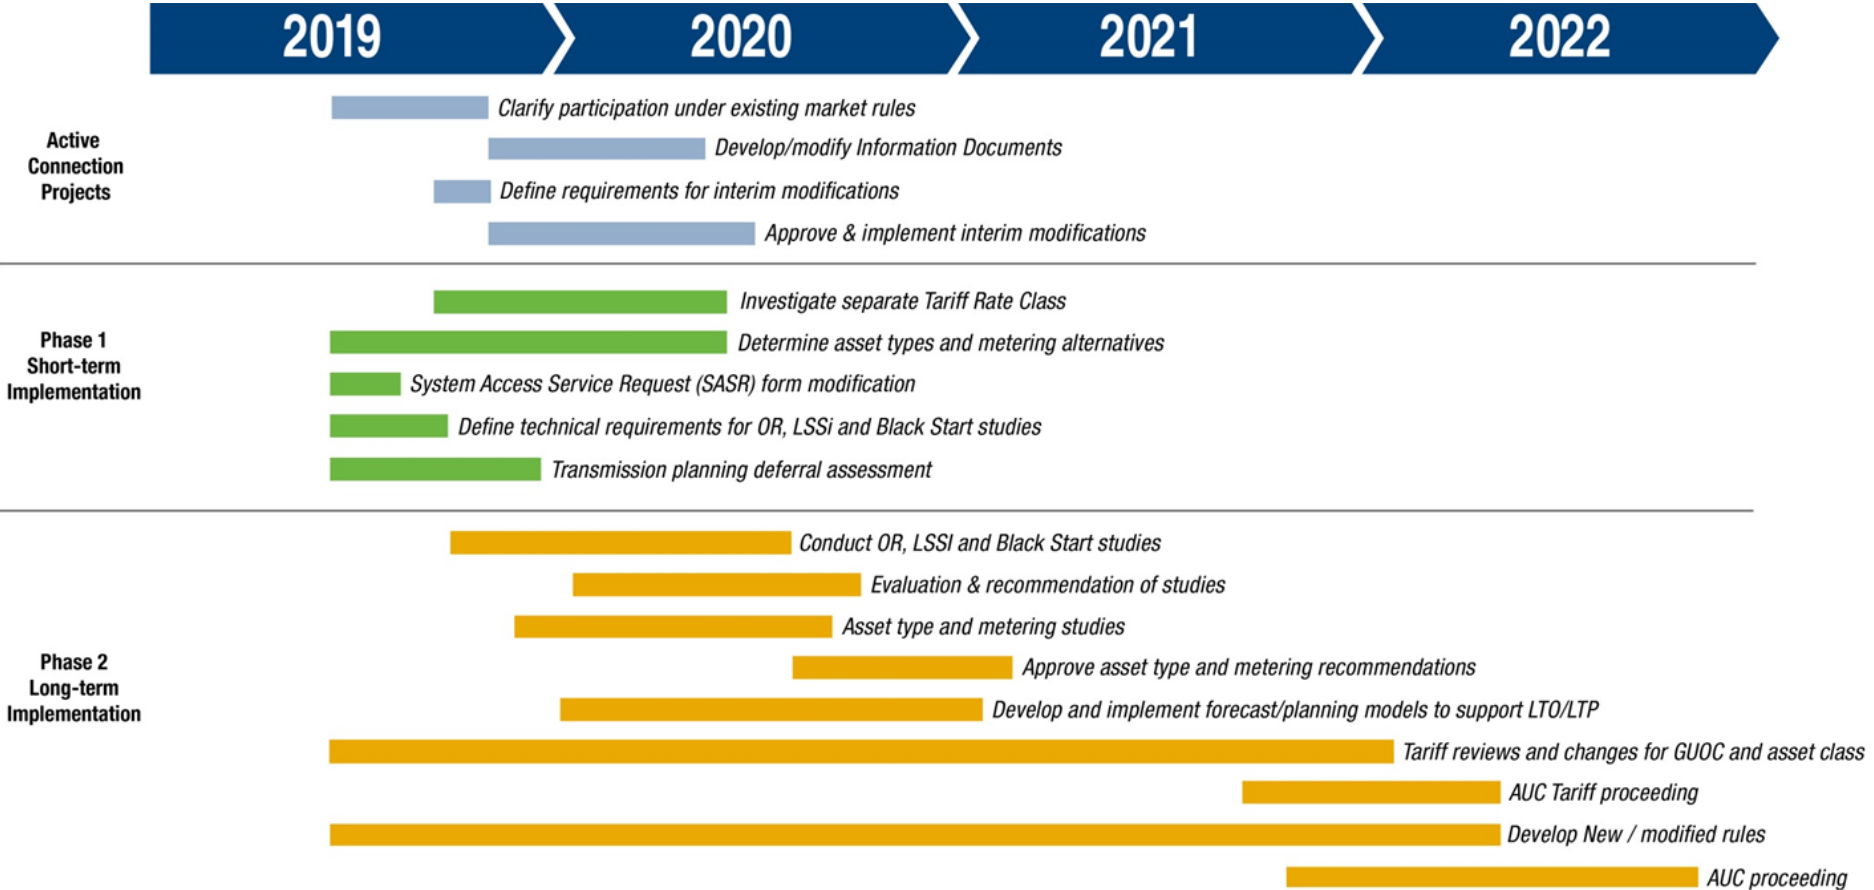 2019 2020 2021 2022
Active
Connection
Projects
Clarify participation under existing market rules
Develop/modify Information Documents
Define requirements for interim modifications
Approve & implement interim modifications
Phase 1
Short-term
Implementation
Investigate separate Tariff Rate Class
Determine asset types and metering alternatives
System Access Service Request (SASR) form modification
Define technical requirements for OR, LSSi and Black Start studies
Transmission planning deferral assessment
Phase 2
Long-term
Implementation
Conduct OR, LSSI and Black Start studies
Evaluation & recommendation of studies
Asset type and metering studies
Approve asset type and metering recommendations
Develop and implement forecast/planning models to support LTO/LTP
Tariff reviews and changes for GUOC and asset class
AUC Tariff proceeding
Develop New / modified rules
AUC proceeding